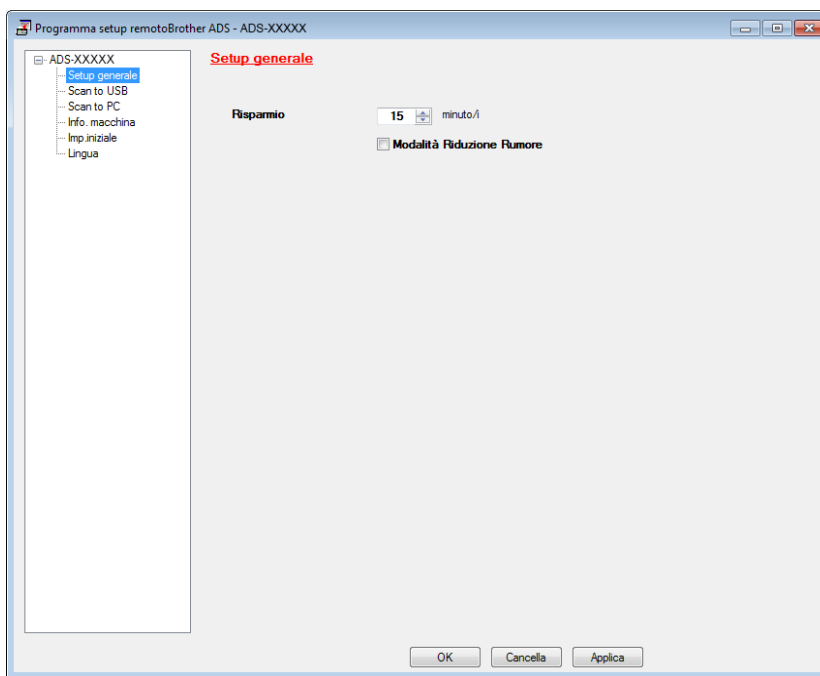 Programma setup remotoBrother ADS - ADS-XXXXX
ADS-XXXXX
Setup generale
Scan to USB
Scan to PC
Info. macchina
Imp.iniziale
Lingua
Setup generale
Risparmio 15 minuto/i
Modalità Riduzione Rumore
OK Cancella Applica